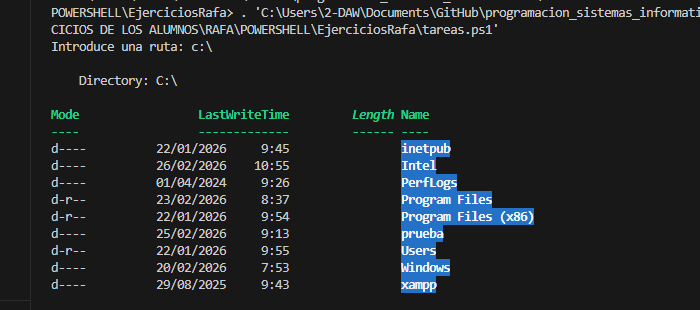 POWERSHELL\EjerciciosRafa> . 'C:\Users\2-DAW\Documents\GitHub\programacion_sistemas_informati
CICIOS DE LOS ALUMNOS\RAFA\POWERSHELL\EjerciciosRafa\tareas.ps1'
Introduce una ruta: c:\
Directory: C:\
Mode LastWriteTime Length Name
---- ------------- ------ ----
d---- 22/01/2026 9:45 inetpub
d---- 26/02/2026 10:55 Intel
d---- 01/04/2024 9:26 PerfLogs
d-r-- 23/02/2026 8:37 Program Files
d-r-- 22/01/2026 9:54 Program Files (x86)
d---- 25/02/2026 9:13 prueba
d-r-- 22/01/2026 9:55 Users
d---- 20/02/2026 7:53 Windows
d---- 29/08/2025 9:43 xampp